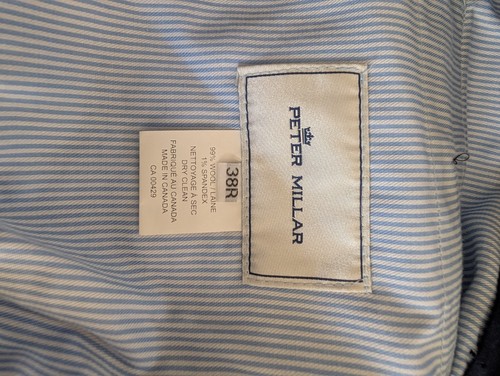 PETER MILLAR
38R
99% WOOL / LAINE
1% SPANDEX
NETTOYAGE À SEC
DRY CLEAN
FABRIQUÉ AU CANADA
MADE IN CANADA
CA 00429